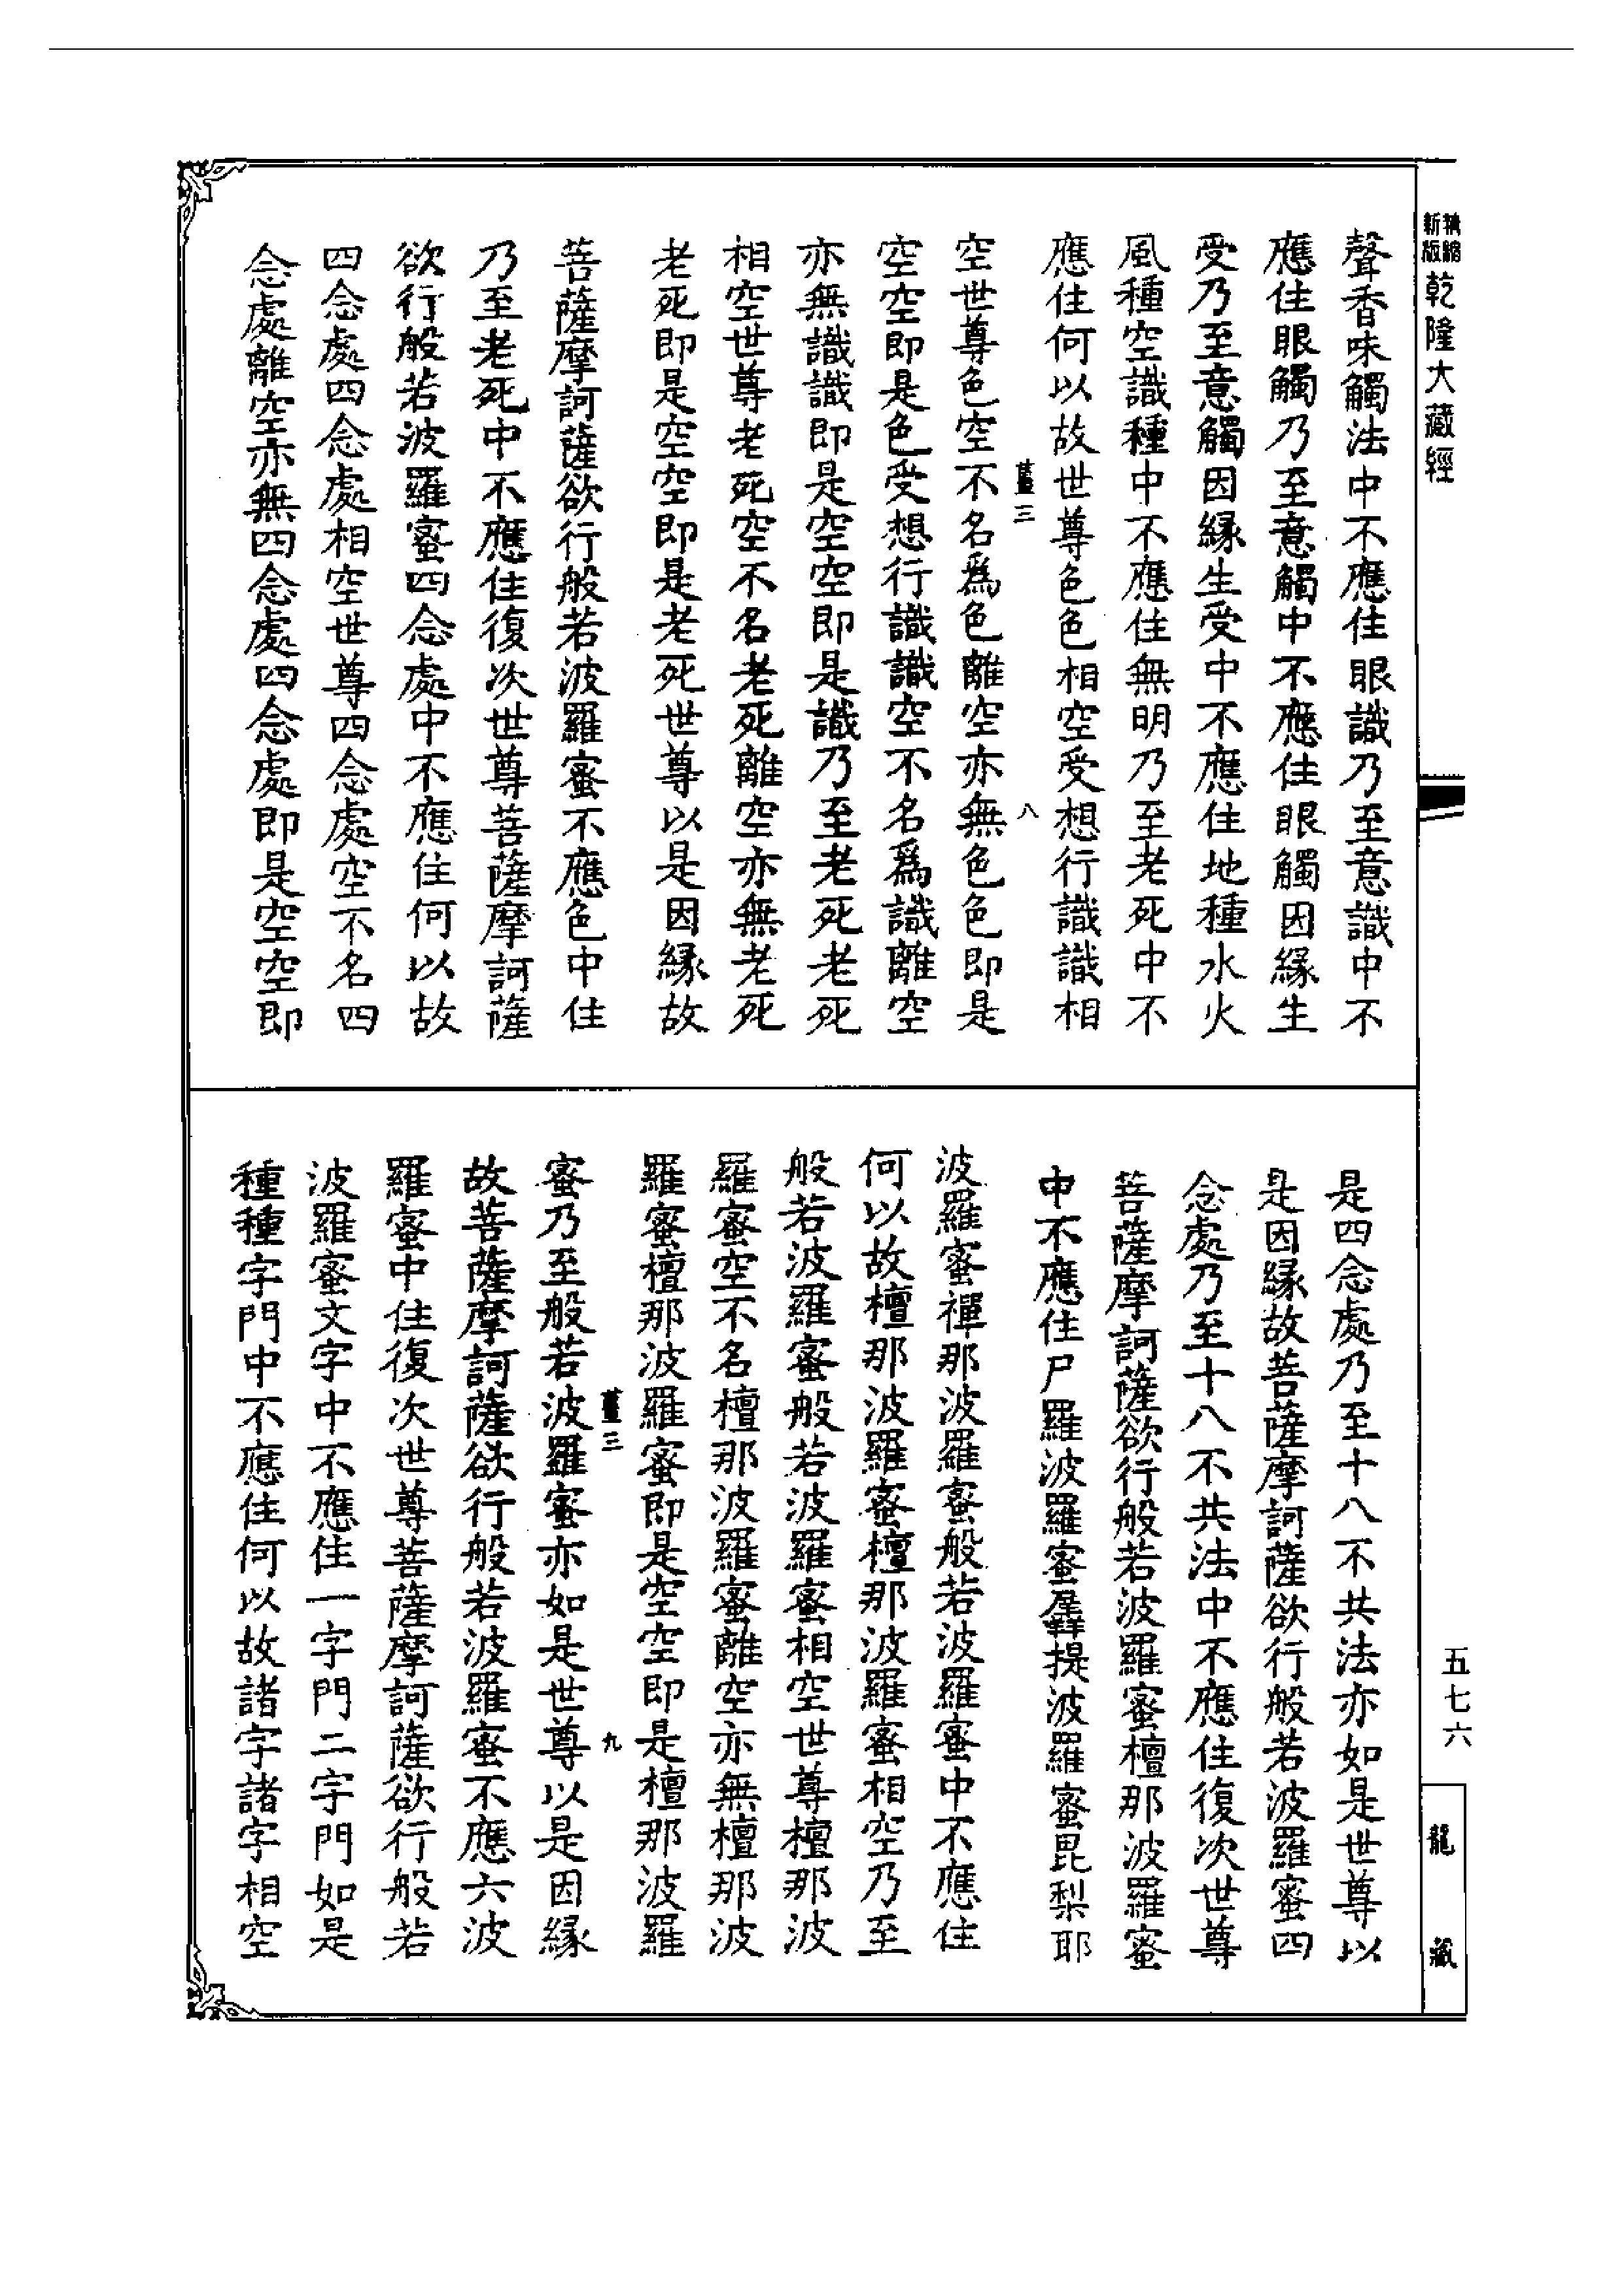 新版精縮乾隆大藏經
聲香味觸法中不應住眼識乃至意識中不
應住眼觸乃至意觸中不應住眼觸因緣生
受乃至意觸因緣生受中不應住地種水火
風種空識種中不應住無明乃至老死中不
應住何以故世尊色色相空受想行識識相
薑三 八
空世尊色空不名爲色離空亦無色色即是
空空即是色受想行識識空不名爲識離空
亦無識識即是空空即是識乃至老死老死
相空世尊老死空不名老死離空亦無老死
老死即是空空即是老死世尊以是因緣故
菩薩摩訶薩欲行般若波羅蜜不應色中住
乃至老死中不應住復次世尊菩薩摩訶薩
欲行般若波羅蜜四念處中不應住何以故
四念處四念處相空世尊四念處空不名四
念處離空亦無四念處四念處即是空空即
是四念處乃至十八不共法亦如是世尊以
是因緣故菩薩摩訶薩欲行般若波羅蜜四
念處乃至十八不共法中不應住復次世尊
菩薩摩訶薩欲行般若波羅蜜檀那波羅蜜
中不應住尸羅波羅蜜羼提波羅蜜毘梨耶
波羅蜜禪那波羅蜜般若波羅蜜中不應住
何以故檀那波羅蜜檀那波羅蜜相空乃至
般若波羅蜜般若波羅蜜相空世尊檀那波
羅蜜空不名檀那波羅蜜離空亦無檀那波
羅蜜檀那波羅蜜即是空空即是檀那波羅
薑三 九
蜜乃至般若波羅蜜亦如是世尊以是因緣
故菩薩摩訶薩欲行般若波羅蜜不應六波
羅蜜中住復次世尊菩薩摩訶薩欲行般若
波羅蜜文字中不應住一字門二字門如是
種種字門中不應住何以故諸字諸字相空
五七六
龍藏